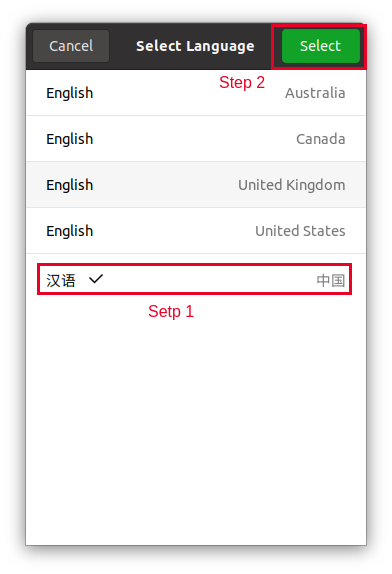 Cancel Select Language Select
Step 2
English Australia
English Canada
English United Kingdom
English United States
汉语 中国
Setp 1